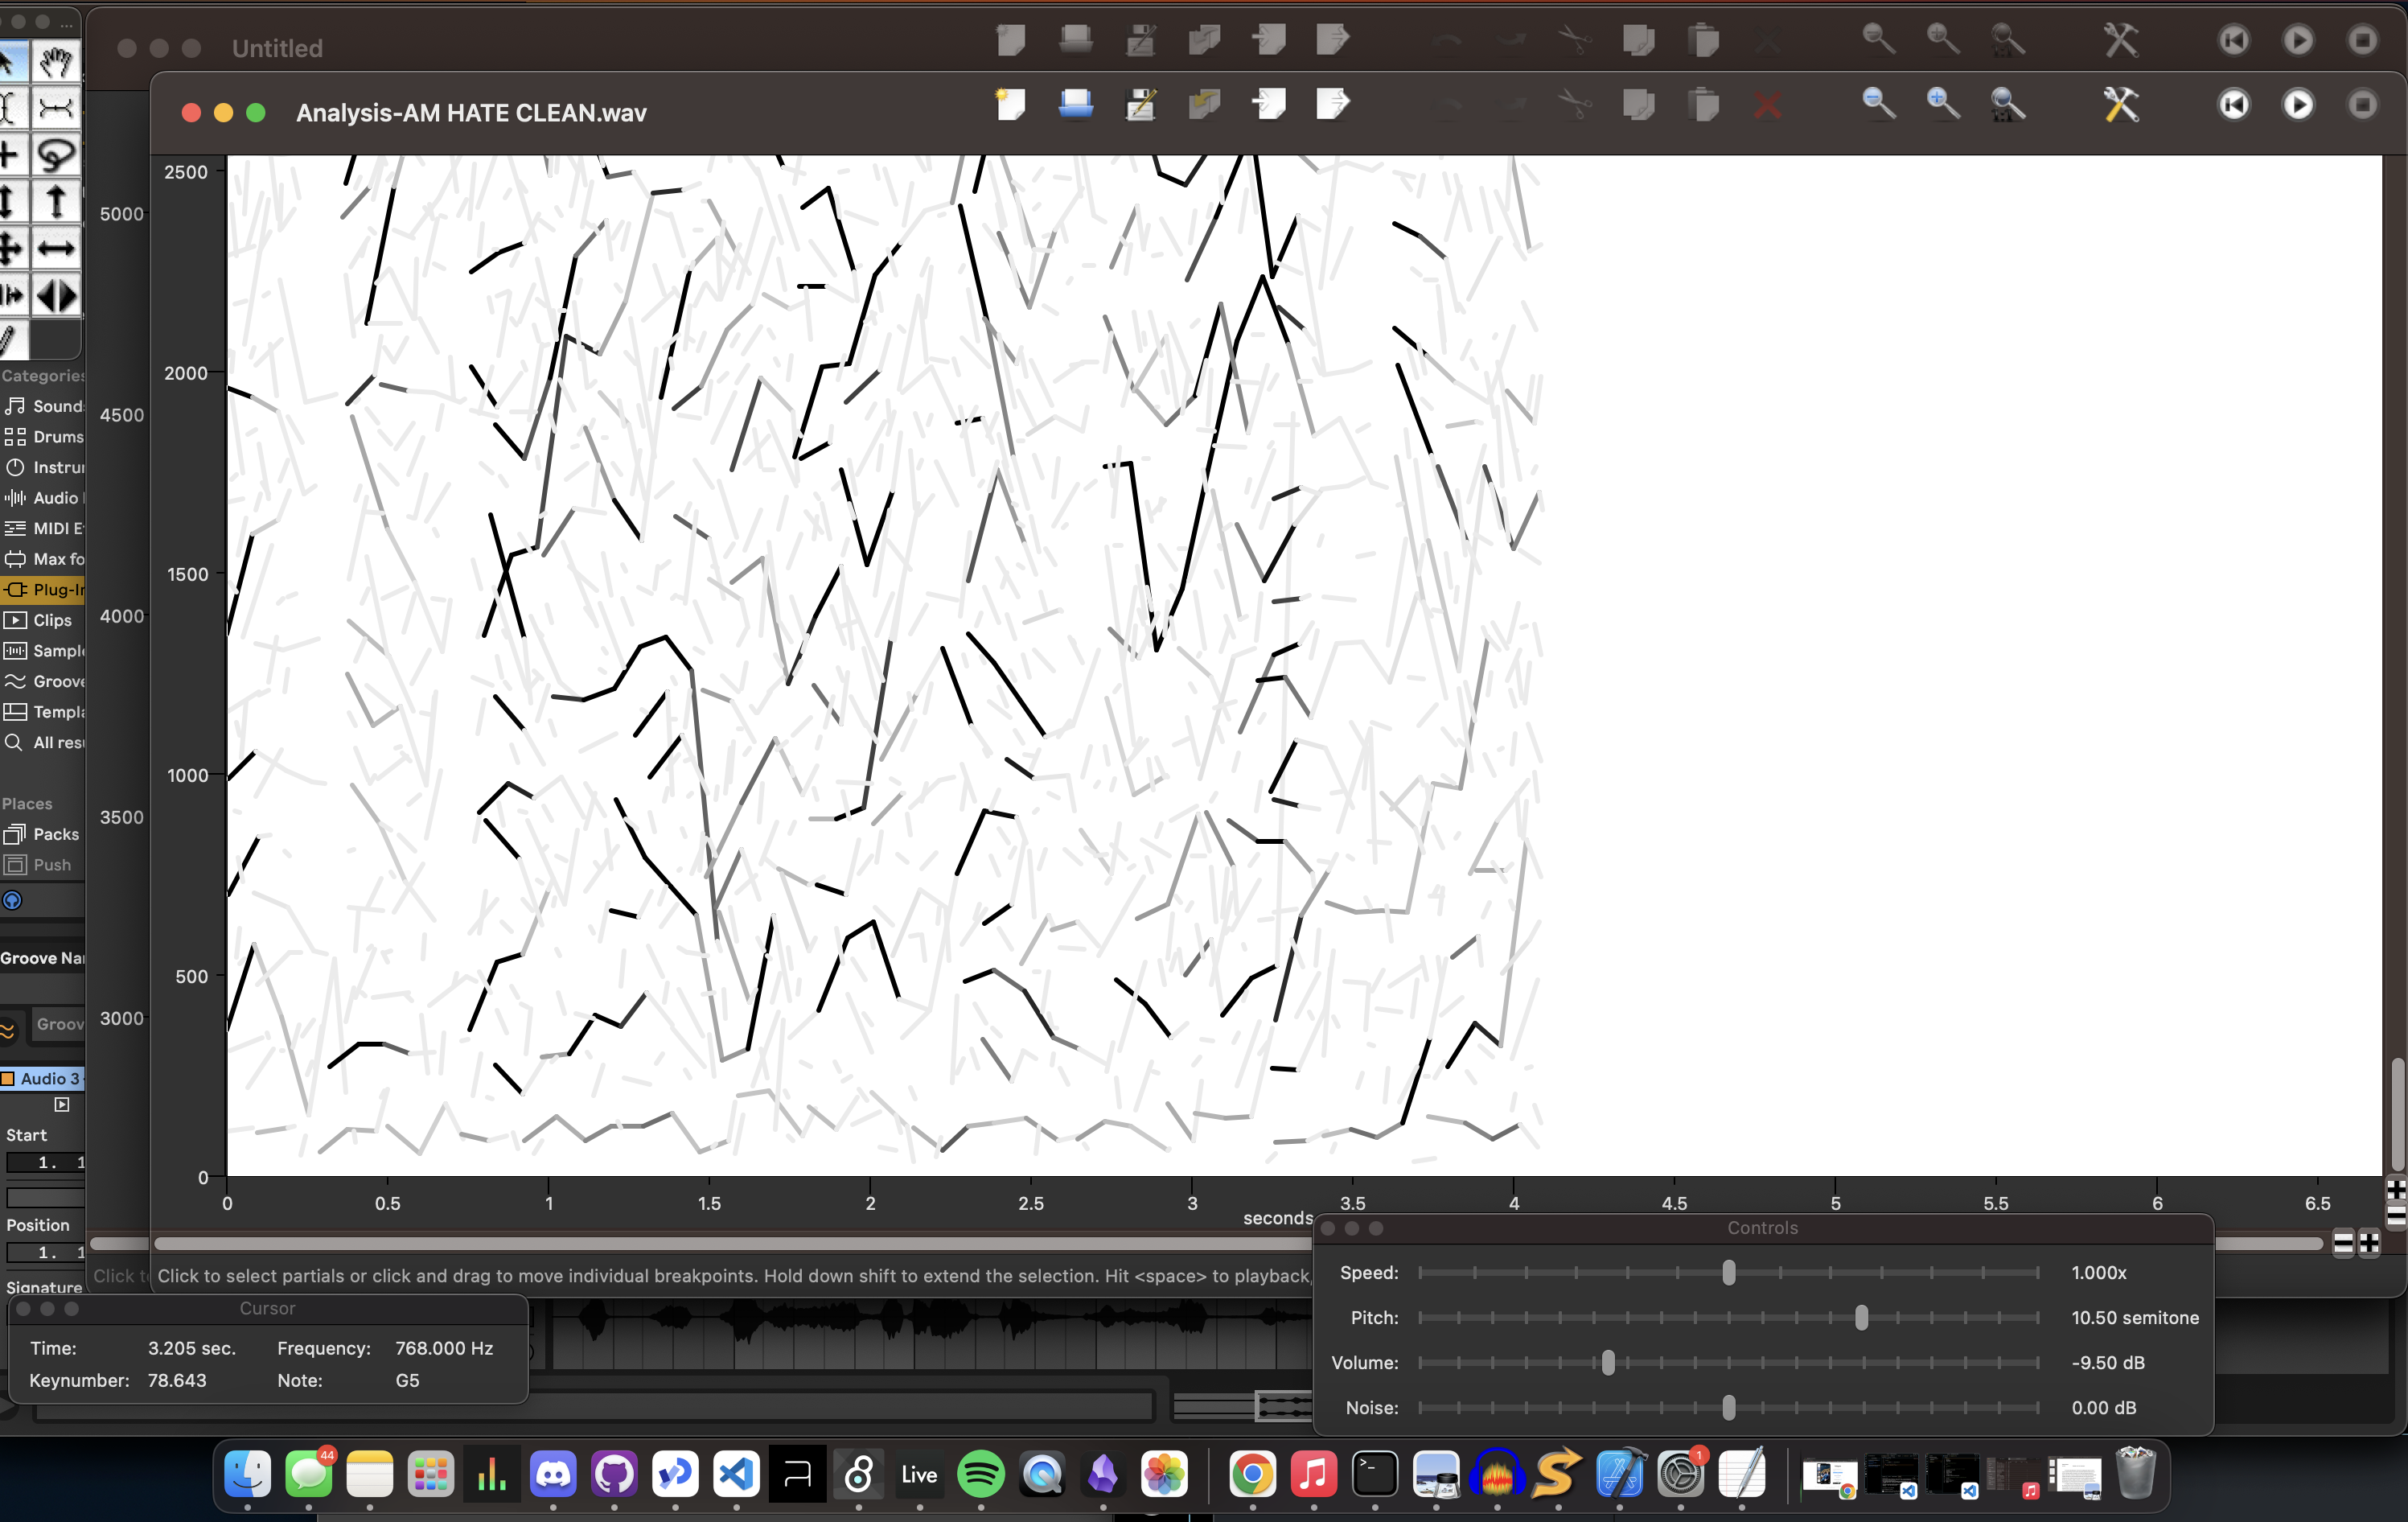 Untitled
Analysis-AM HATE CLEAN.wav
2500
2000
1500
1000
500
0
5000
4500
4000
3500
3000
0 0.5 1 1.5 2 2.5 3 3.5 4 4.5 5 5.5 6 6.5
seconds
Categories
Sound
Drums
Instru
Audio
MIDI E
Max fo
Plug-In
Clips
Sampl
Groove
Templa
All resu
Places
Packs
Push
Groove Na
Groov
Audio 3
Start
1. 1
Position
1. 1
Signature
Click to
Click to select partials or click and drag to move individual breakpoints. Hold down shift to extend the selection. Hit <space> to playback,
Cursor
Time: 3.205 sec. Frequency: 768.000 Hz
Keynumber: 78.643 Note: G5
Controls
Speed: 1.000x
Pitch: 10.50 semitone
Volume: -9.50 dB
Noise: 0.00 dB
44
Live
1